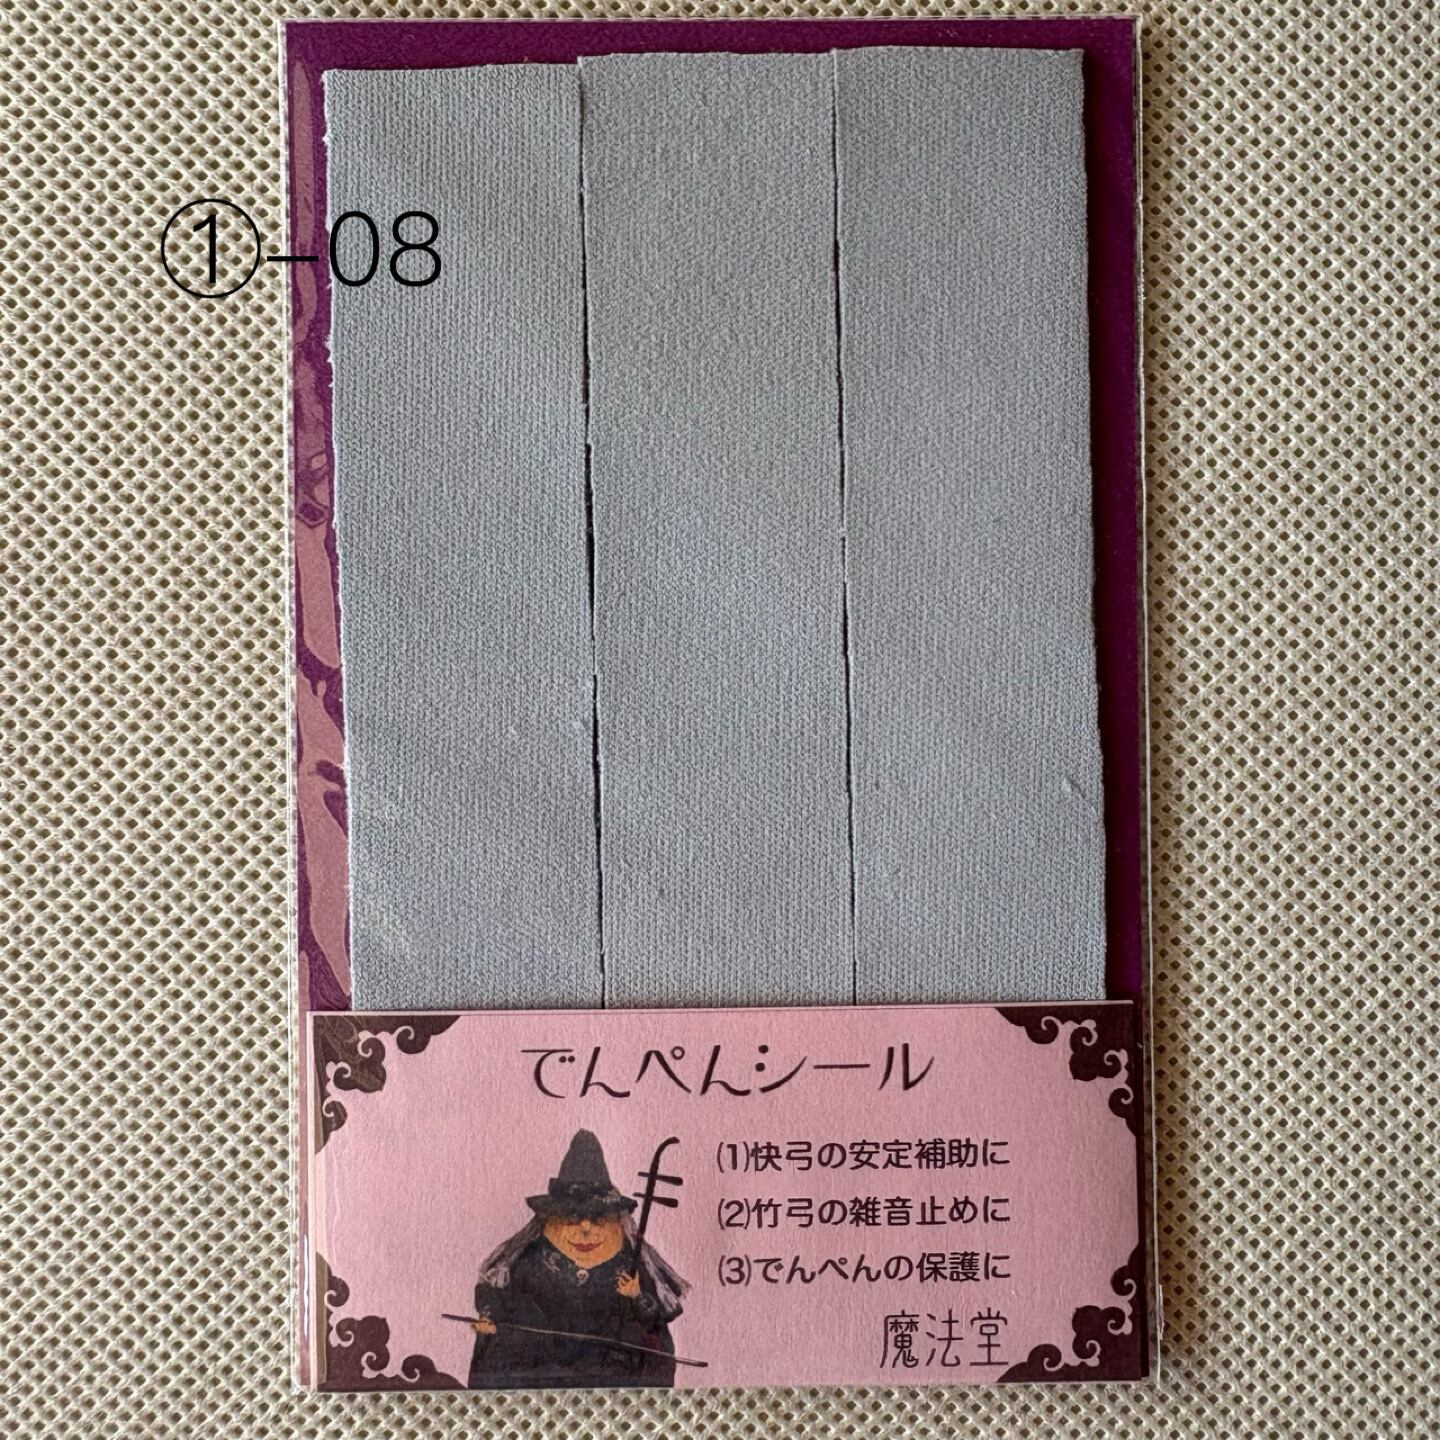 ①-08
でんぺんシール
⑴快弓の安定補助に
⑵竹弓の雑音止めに
⑶でんぺんの保護に
魔法堂